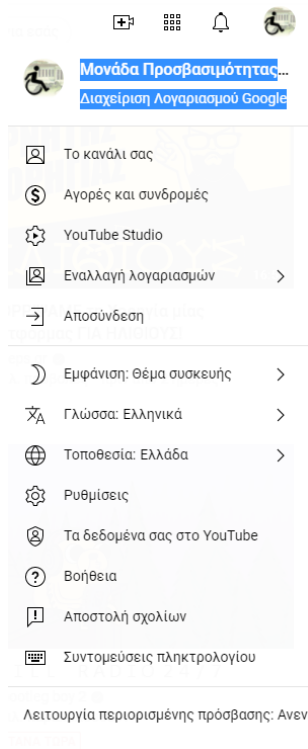 Μονάδα Προσβασιμότητας...
Διαχείριση Λογαριασμού Google
Το κανάλι σας
Αγορές και συνδρομές
YouTube Studio
Εναλλαγή λογαριασμών
Αποσύνδεση
Εμφάνιση: Θέμα συσκευής
Γλώσσα: Ελληνικά
Τοποθεσία: Ελλάδα
Ρυθμίσεις
Τα δεδομένα σας στο YouTube
Βοήθεια
Αποστολή σχολίων
Συντομεύσεις πληκτρολογίου
Λειτουργία περιορισμένης πρόσβασης: Ανεν